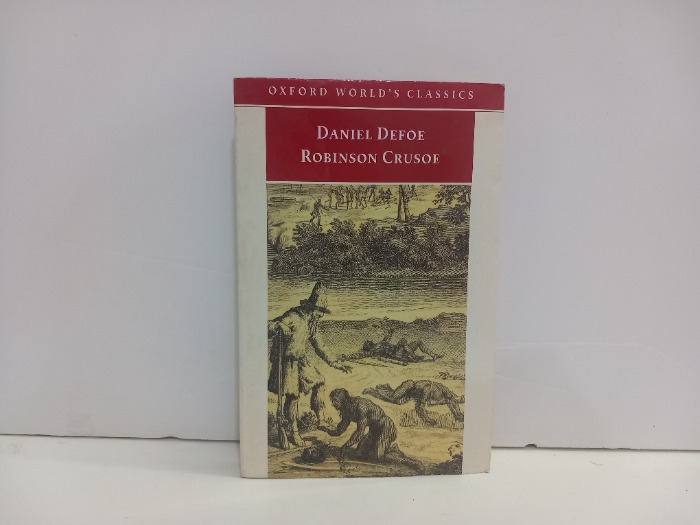 OXFORD WORLD'S CLASSICS
DANIEL DEFOE
ROBINSON CRUSOE